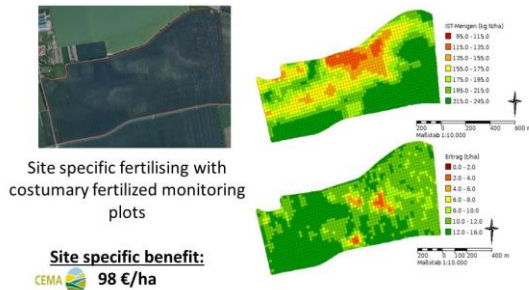 IST-Mengen (kg N/ha)
95.0 - 115.0
115.0 - 135.0
135.0 - 155.0
155.0 - 175.0
175.0 - 195.0
195.0 - 215.0
215.0 - 245.0
200 0 200 400 600 m
Maßstab 1:10.000
Site specific fertilising with
costumary fertilized monitoring
plots
Ertrag (t/ha)
0.0 - 2.0
2.0 - 4.0
4.0 - 6.0
6.0 - 8.0
8.0 - 10.0
10.0 - 12.0
12.0 - 16.0
200 0 200 400 m
Maßstab 1:10.000
Site specific benefit:
CEMA 98 €/ha